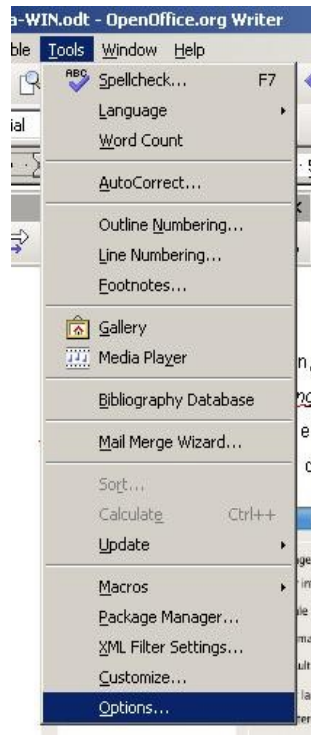 a-WIN.odt - OpenOffice.org Writer
ble Tools Window Help
ial
ABC Spellcheck... F7
Language
Word Count
AutoCorrect...
Outline Numbering...
Line Numbering...
Footnotes...
Gallery
Media Player
Bibliography Database
Mail Merge Wizard...
Sort...
Calculate Ctrl++
Update
Macros
Package Manager...
XML Filter Settings...
Customize...
Options...